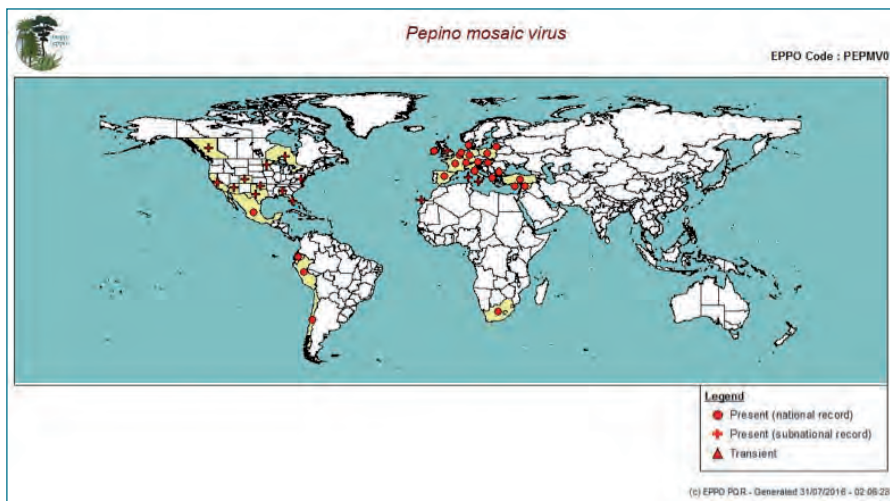 Pepino mosaic virus
EPPO Code : PEPMV0
Legend
Present (national record)
Present (subnational record)
Transient
(c) EPPO PQR - Generated 31/07/2016 - 02:06:28